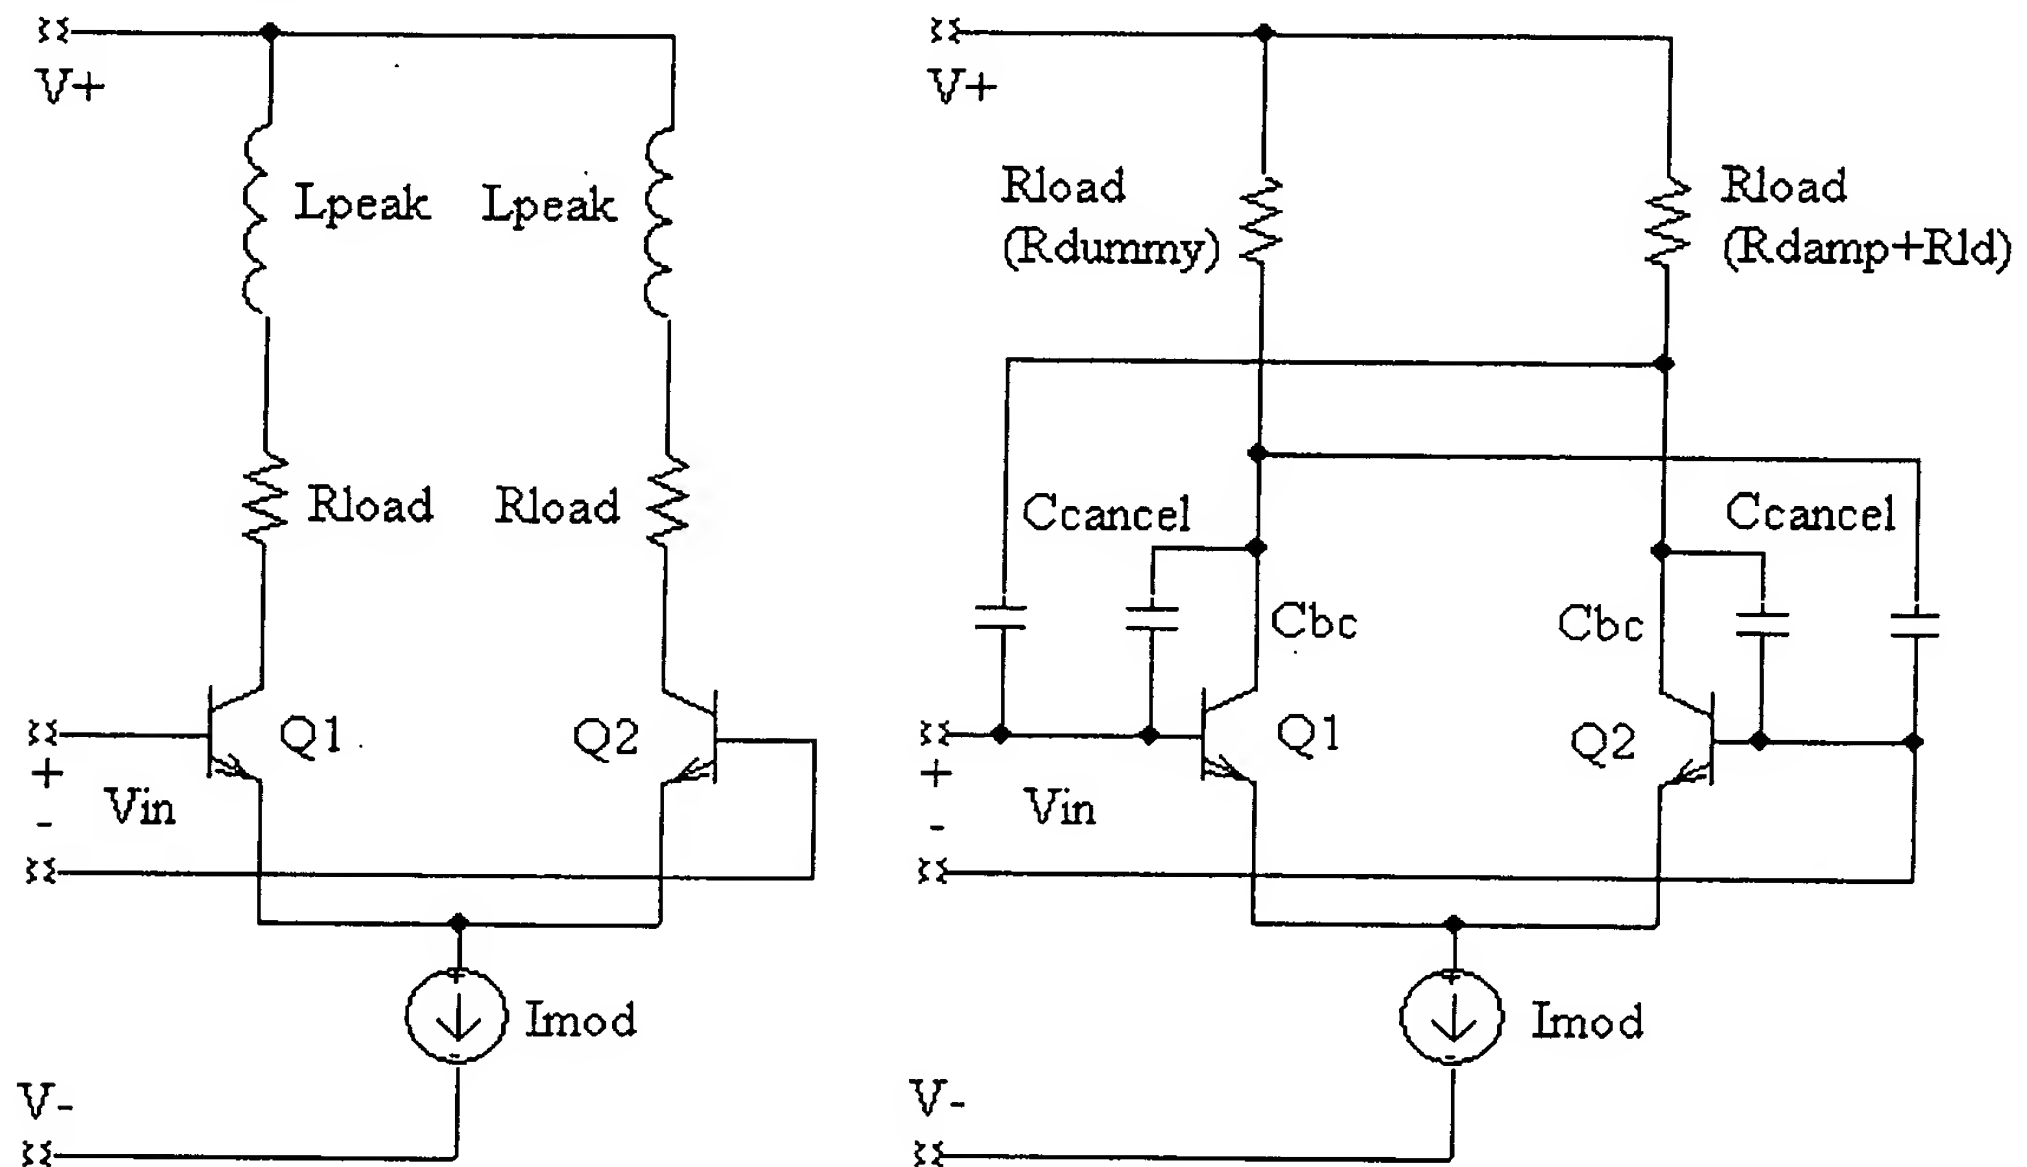 V+
Lpeak
Lpeak
Rload
Rload
Q1
Q2
+
Vin
-
Imod
V-
V+
Rload
(Rdummy)
Rload
(Rdamp+Rld)
Ccancel
Ccancel
Cbc
Cbc
Q1
Q2
+
Vin
-
Imod
V-